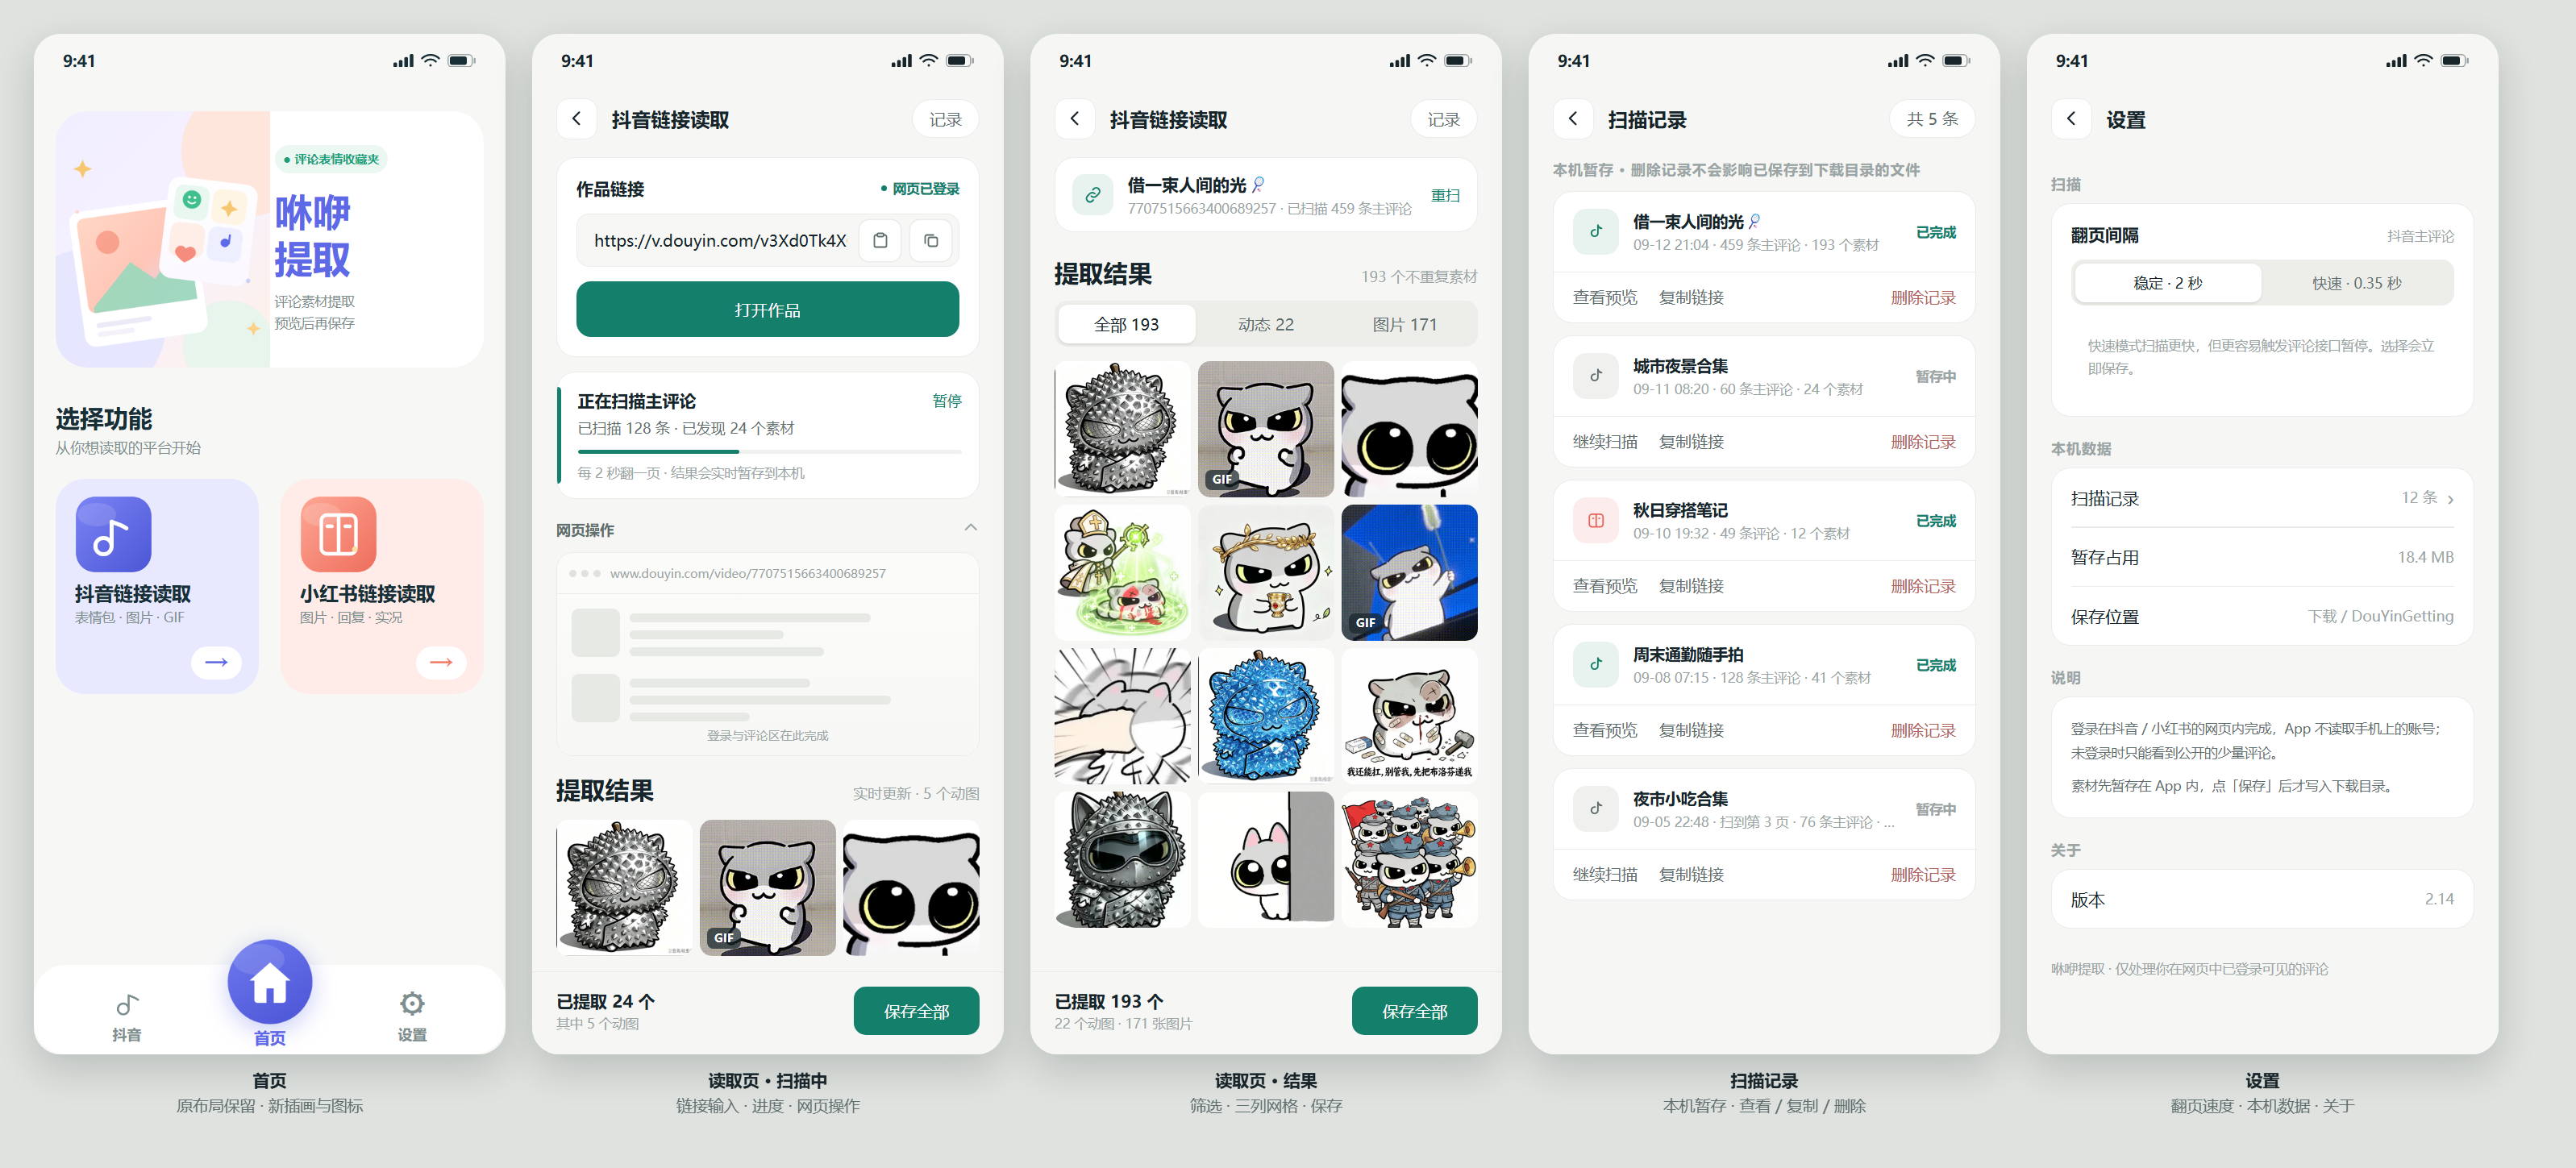 9:41
评论表情收藏夹
咻咿
提取
评论素材提取
预览后再保存
选择功能
从你想读取的平台开始
抖音链接读取
表情包 · 图片 · GIF
小红书链接读取
图片 · 回复 · 实况
抖音
首页
设置
首页
原布局保留 · 新插画与图标
9:41
抖音链接读取
记录
作品链接
网页已登录
https://v.douyin.com/v3Xd0Tk4X
打开作品
正在扫描主评论
暂停
已扫描 128 条 · 已发现 24 个素材
每 2 秒翻一页 · 结果会实时暂存到本机
网页操作
www.douyin.com/video/7707515663400689257
登录与评论区在此完成
提取结果
实时更新 · 5 个动图
GIF
已提取 24 个
其中 5 个动图
保存全部
读取页 • 扫描中
链接输入 · 进度 · 网页操作
9:41
抖音链接读取
记录
借一束人间的光
7707515663400689257 · 已扫描 459 条主评论
重扫
提取结果
193 个不重复素材
全部 193
动态 22
图片 171
GIF
GIF
我还能扛,别管我,先把布洛芬递我
已提取 193 个
22 个动图 · 171 张图片
保存全部
读取页 • 结果
筛选 · 三列网格 · 保存
9:41
扫描记录
共 5 条
本机暂存 • 删除记录不会影响已保存到下载目录的文件
借一束人间的光
09-12 21:04 · 459 条主评论 · 193 个素材
已完成
查看预览 复制链接 删除记录
城市夜景合集
09-11 08:20 · 60 条主评论 · 24 个素材
暂存中
继续扫描 复制链接 删除记录
秋日穿搭笔记
09-10 19:32 · 49 条评论 · 12 个素材
已完成
查看预览 复制链接 删除记录
周末通勤随手拍
09-08 07:15 · 128 条主评论 · 41 个素材
已完成
查看预览 复制链接 删除记录
夜市小吃合集
09-05 22:48 · 扫到第 3 页 · 76 条主评论 · ...
暂存中
继续扫描 复制链接 删除记录
扫描记录
本机暂存 · 查看 / 复制 / 删除
9:41
设置
扫描
翻页间隔
抖音主评论
稳定 · 2 秒
快速 · 0.35 秒
快速模式扫描更快，但更容易触发评论接口暂停。选择会立
即保存。
本机数据
扫描记录
12 条
暂存占用
18.4 MB
保存位置
下载 / DouYinGetting
说明
登录在抖音 / 小红书的网页内完成，App 不读取手机上的账号；
未登录时只能看到公开的少量评论。
素材先暂存在 App 内，点「保存」后才写入下载目录。
关于
版本
2.14
咻咿提取 · 仅处理你在网页中已登录可见的评论
设置
翻页速度 · 本机数据 · 关于